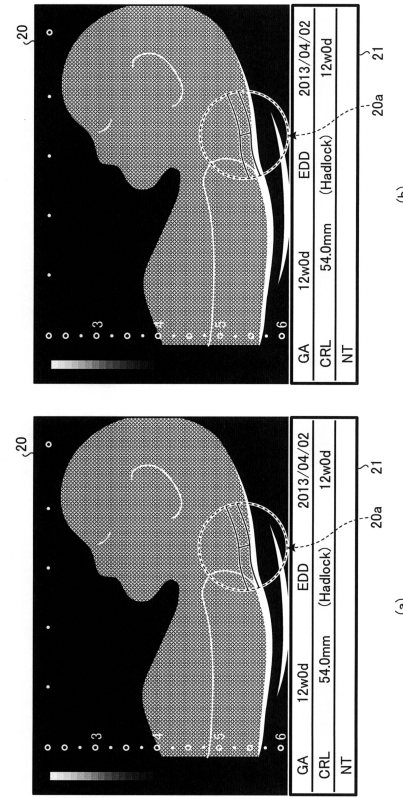 20
3
4
5
6
GA 12w0d EDD 2013/04/02
CRL 54.0mm (Hadlock) 12w0d
NT
21
20a
(a)
20
3
4
5
6
GA 12w0d EDD 2013/04/02
CRL 54.0mm (Hadlock) 12w0d
NT
21
20a
(b)